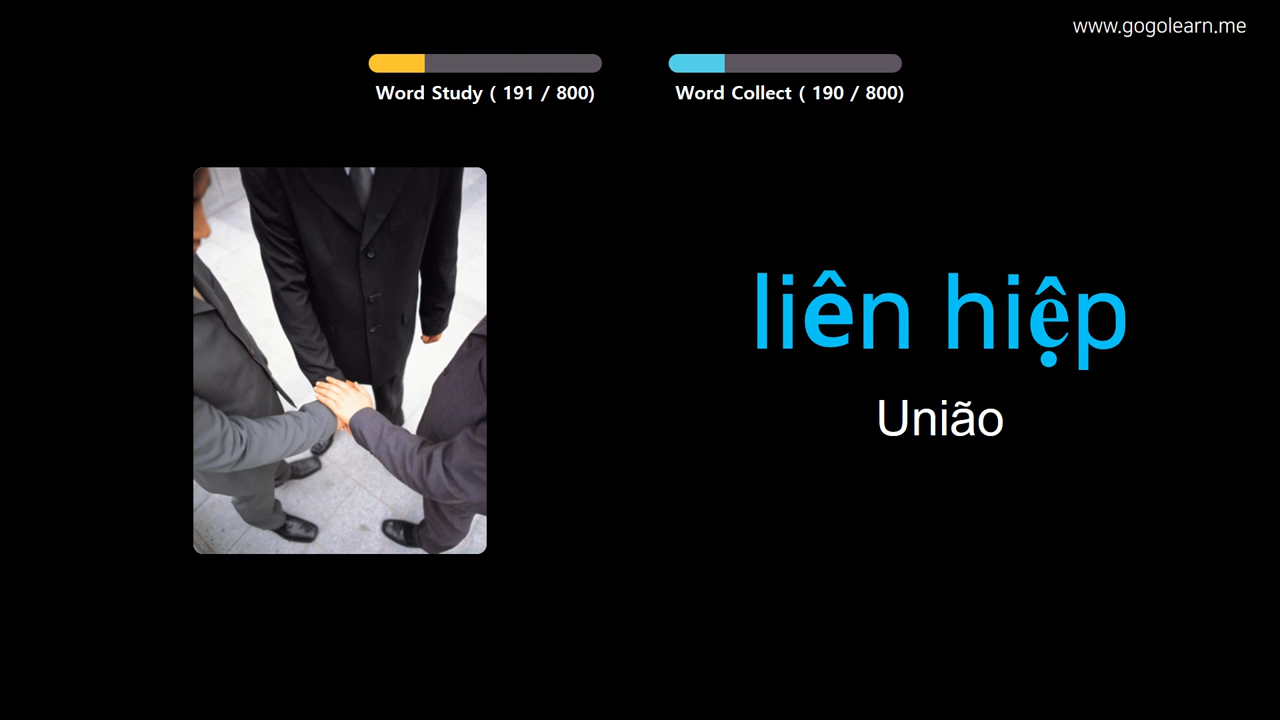 www.gogolearn.me
Word Study ( 191 / 800)
Word Collect ( 190 / 800)
liên hiệp
União